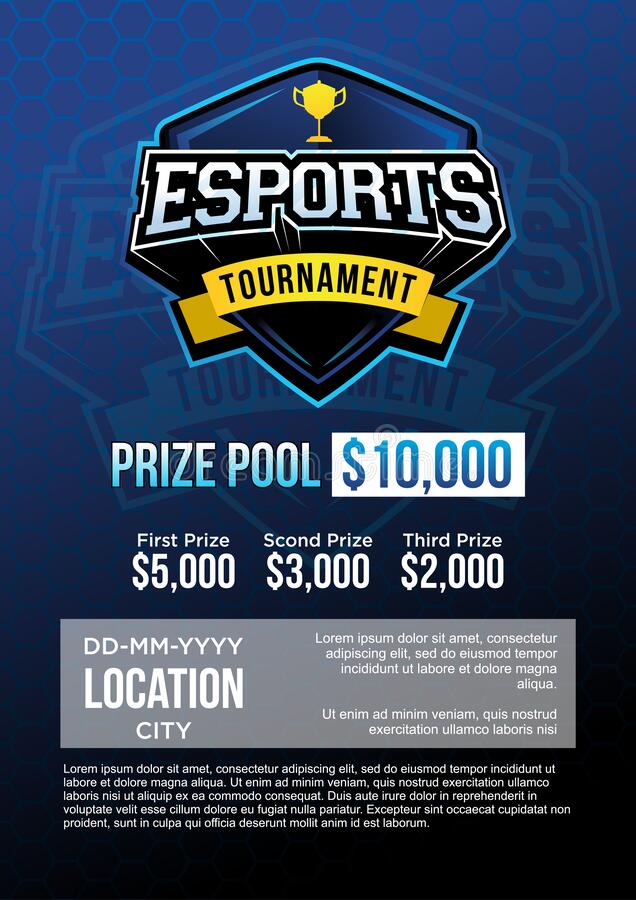 ESPORTS
TOURNAMENT
PRIZE POOL $10,000
First Prize Scond Prize Third Prize
$5,000 $3,000 $2,000
DD-MM-YYYY
LOCATION
CITY
Lorem ipsum dolor sit amet, consectetur
adipiscing elit, sed do eiusmod tempor
incididunt ut labore et dolore magna
aliqua.
Ut enim ad minim veniam, quis nostrud
exercitation ullamco laboris nisi
Lorem ipsum dolor sit amet, consectetur adipiscing elit, sed do eiusmod tempor incididunt ut labore
et dolore magna aliqua. Ut enim ad minim veniam, quis nostrud exercitation ullamco laboris nisi ut
aliquip ex ea commodo consequat. Duis aute irure dolor in reprehenderit in
voluptate velit esse cillum dolore eu fugiat nulla pariatur. Excepteur sint occaecat cupidatat non
proident, sunt in culpa qui officia deserunt mollit anim id est laborum.